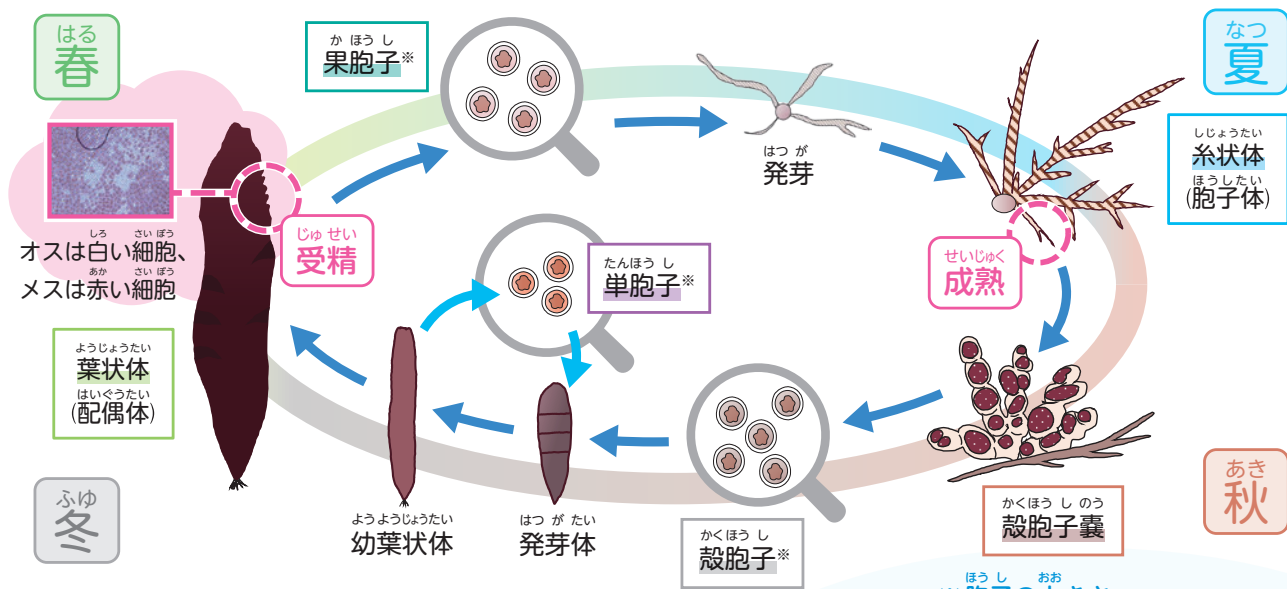 はる
春
か ほう し
果胞子※
なつ
夏
しじょうたい
糸状体
ほうしたい
(胞子体)
はつ が
発芽
しろ さい ぼう
オスは白い細胞、
あか さい ぼう
メスは赤い細胞
じゅ せい
受精
たんほう し
単胞子※
せいじゅく
成熟
ようじょうたい
葉状体
はいぐうたい
(配偶体)
ふゆ
冬
ようようじょうたい
幼葉状体
はつ が たい
発芽体
かくほう し
殻胞子※
かくほう し のう
殻胞子嚢
あき
秋
ほう し おお